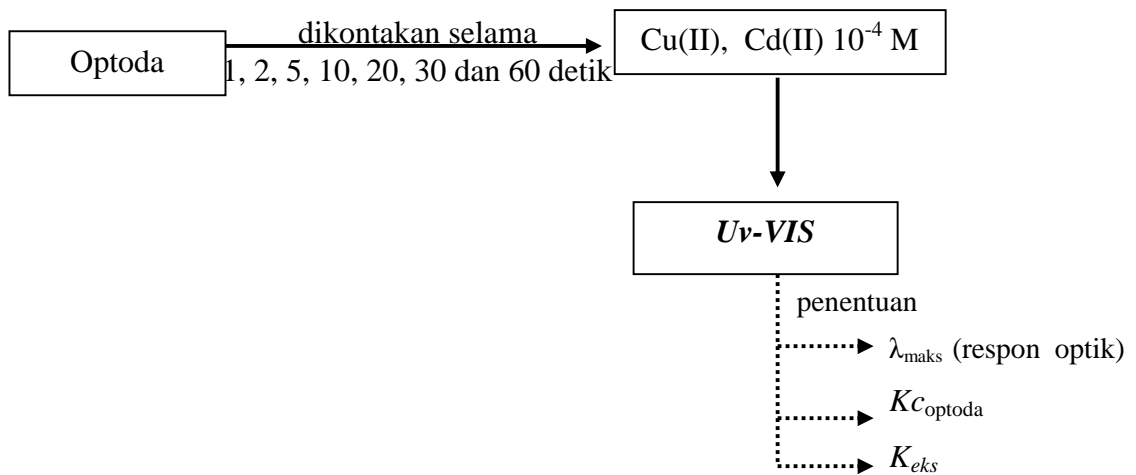 Optoda
dikontakan selama
1, 2, 5, 10, 20, 30 dan 60 detik
Cu(II), Cd(II) 10⁻⁴ M
Uv-VIS
penentuan
λmaks (respon optik)
Kcoptoda
Keks